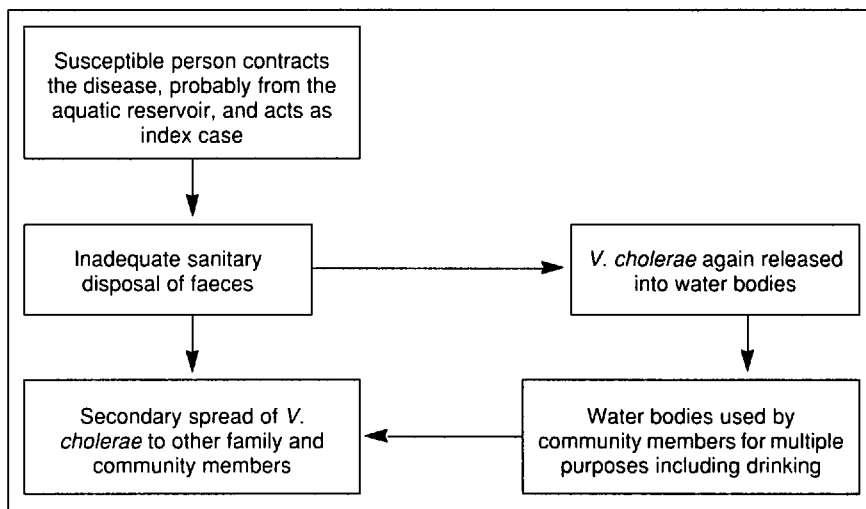 Susceptible person contracts
the disease, probably from the
aquatic reservoir, and acts as
index case
Inadequate sanitary
disposal of faeces
V. cholerae again released
into water bodies
Secondary spread of V.
cholerae to other family and
community members
Water bodies used by
community members for multiple
purposes including drinking